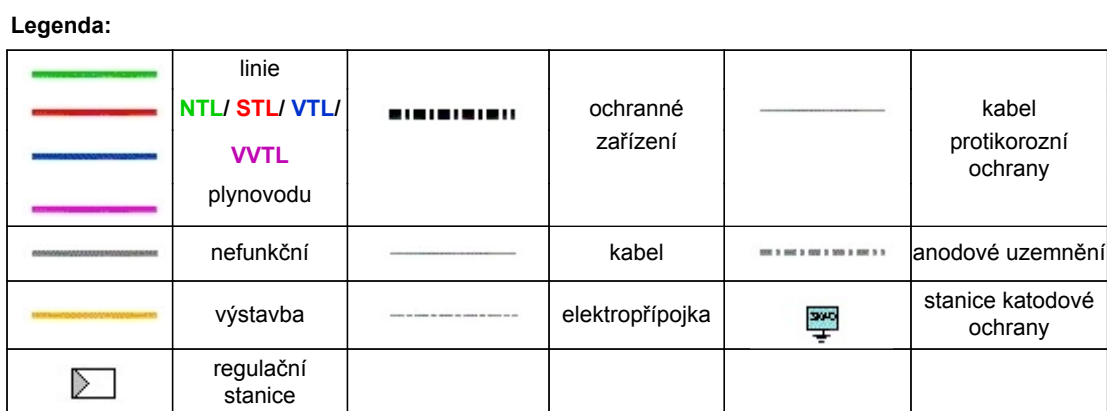 Legenda:
linie
NTL/ STL/ VTL/
VVTL
plynovodu
ochranné
zařízení
kabel
protikorozní
ochrany
nefunkční
kabel
anodové uzemnění
výstavba
elektropřípojka
SKAO
stanice katodové
ochrany
regulační
stanice